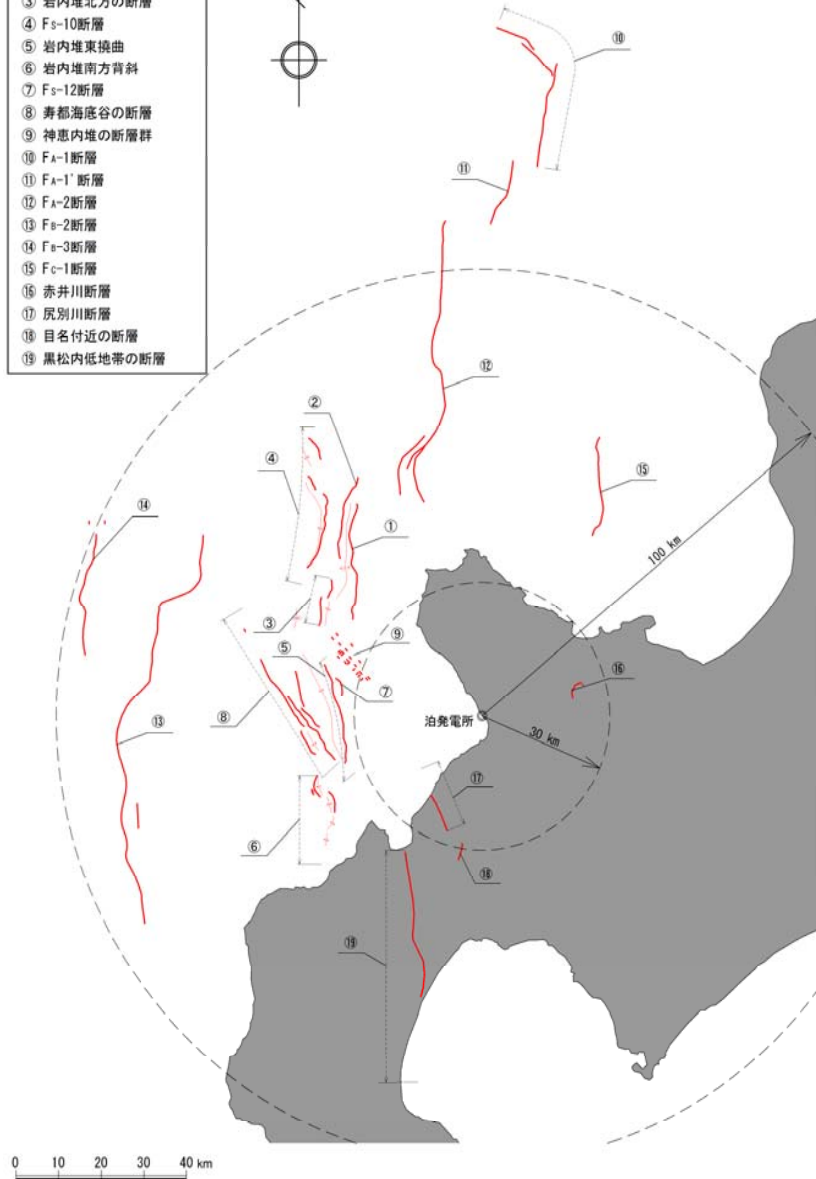 ③ 岩内堆北方の断層
④ Fs-10断層
⑤ 岩内堆東撓曲
⑥ 岩内堆南方背斜
⑦ Fs-12断層
⑧ 寿都海底谷の断層
⑨ 神恵内堆の断層群
⑩ FA-1断層
⑪ FA-1'断層
⑫ FA-2断層
⑬ FB-2断層
⑭ FB-3断層
⑮ FC-1断層
⑯ 赤井川断層
⑰ 尻別川断層
⑱ 目名付近の断層
⑲ 黒松内低地帯の断層
⑩
⑪
⑫
②
④
⑮
⑭
①
100 km
③
⑨
⑤
⑦
⑯
⑧
泊発電所
⑬
30 km
⑰
⑥
⑱
⑲
0 10 20 30 40 km